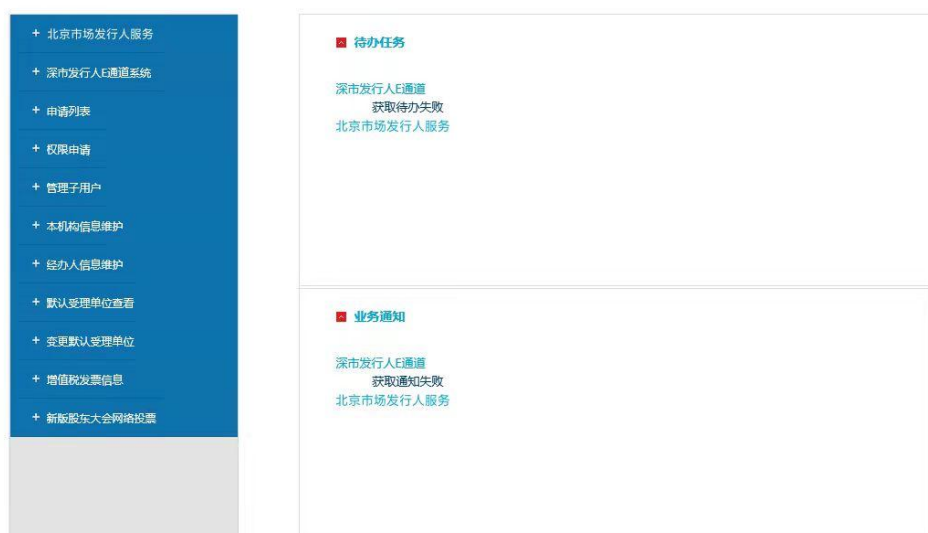 + 北京市场发行人服务
+ 深市发行人E通道系统
+ 申请列表
+ 权限申请
+ 管理子用户
+ 本机构信息维护
+ 经办人信息维护
+ 默认受理单位查看
+ 变更默认受理单位
+ 增值税发票信息
+ 新版股东大会网络投票
待办任务
深市发行人E通道
获取待办失败
北京市场发行人服务
业务通知
深市发行人E通道
获取通知失败
北京市场发行人服务